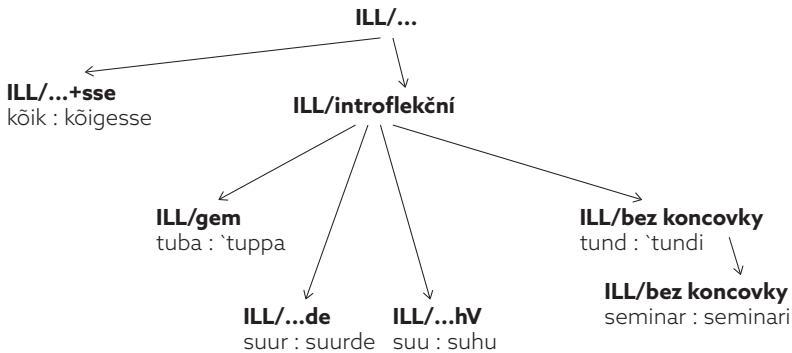 ILL/...
ILL/...+sse
kõik : kõigesse
ILL/introflekční
ILL/gem
tuba : `tuppa
ILL/bez koncovky
tund : `tundi
ILL/...de
suur : suurde
ILL/...hV
suu : suhu
ILL/bez koncovky
seminar : seminari